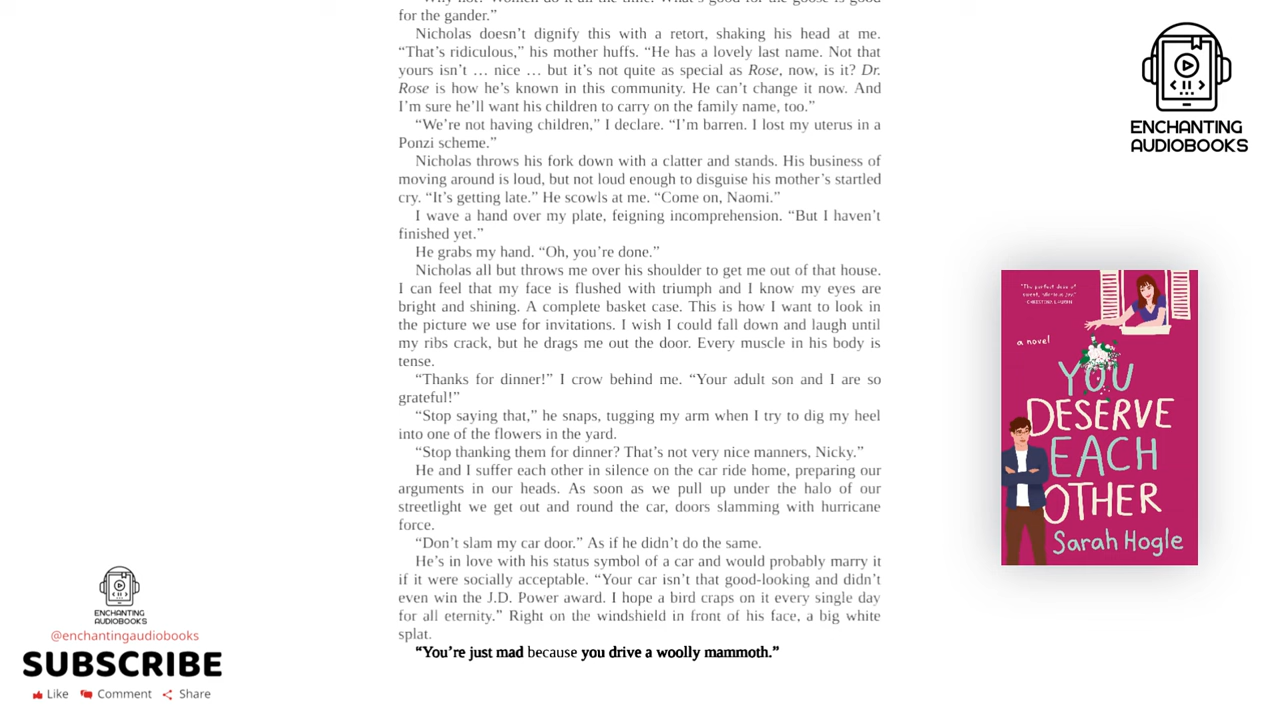 for the gander.”
Nicholas doesn’t dignify this with a retort, shaking his head at me.
“That’s ridiculous,” his mother huffs. “He has a lovely last name. Not that
yours isn’t … nice … but it’s not quite as special as Rose, now, is it? Dr.
Rose is how he’s known in this community. He can’t change it now. And
I’m sure he’ll want his children to carry on the family name, too.”
“We’re not having children,” I declare. “I’m barren. I lost my uterus in a
Ponzi scheme.”
Nicholas throws his fork down with a clatter and stands. His business of
moving around is loud, but not loud enough to disguise his mother’s startled
cry. “It’s getting late.” He scowls at me. “Come on, Naomi.”
I wave a hand over my plate, feigning incomprehension. “But I haven’t
finished yet.”
He grabs my hand. “Oh, you’re done.”
Nicholas all but throws me over his shoulder to get me out of that house.
I can feel that my face is flushed with triumph and I know my eyes are
bright and shining. A complete basket case. This is how I want to look in
the picture we use for invitations. I wish I could fall down and laugh until
my ribs crack, but he drags me out the door. Every muscle in his body is
tense.
“Thanks for dinner!” I crow behind me. “Your adult son and I are so
grateful!”
“Stop saying that,” he snaps, tugging my arm when I try to dig my heel
into one of the flowers in the yard.
“Stop thanking them for dinner? That’s not very nice manners, Nicky.”
He and I suffer each other in silence on the car ride home, preparing our
arguments in our heads. As soon as we pull up under the halo of our
streetlight we get out and round the car, doors slamming with hurricane
force.
“Don’t slam my car door.” As if he didn’t do the same.
He’s in love with his status symbol of a car and would probably marry it
if it were socially acceptable. “Your car isn’t that good-looking and didn’t
even win the J.D. Power award. I hope a bird craps on it every single day
for all eternity.” Right on the windshield in front of his face, a big white
splat.
“You’re just mad because you drive a woolly mammoth.”
ENCHANTING
AUDIOBOOKS
a novel
YOU
DESERVE
EACH
OTHER
Sarah Hogle
ENCHANTING
AUDIOBOOKS
@enchantingaudiobooks
SUBSCRIBE
Like Comment Share